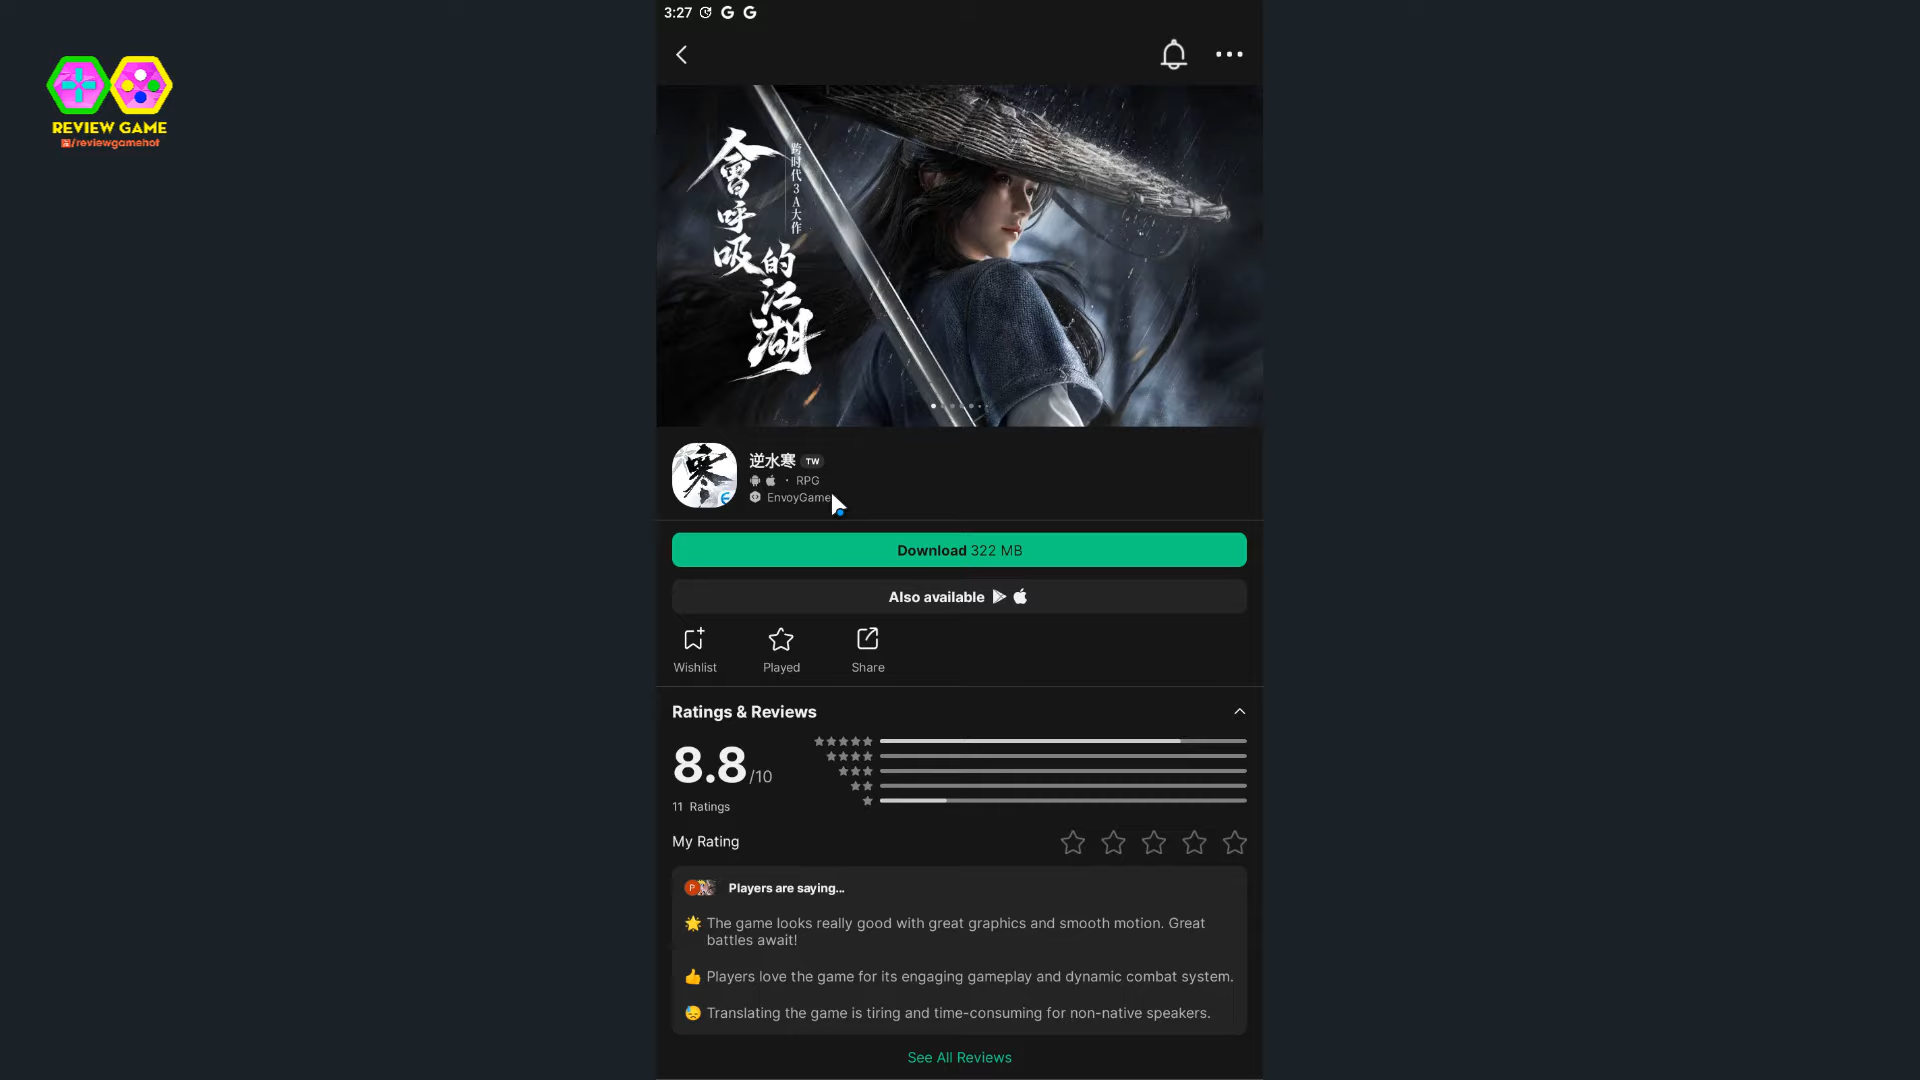 3:27
REVIEW GAME
/reviewgamehot
會呼吸的江湖
跨时代3A大作
逆水寒 TW
· RPG
EnvoyGame
Download 322 MB
Also available
Wishlist
Played
Share
Ratings & Reviews
8.8/10
11 Ratings
My Rating
P
Players are saying...
The game looks really good with great graphics and smooth motion. Great
battles await!
Players love the game for its engaging gameplay and dynamic combat system.
Translating the game is tiring and time-consuming for non-native speakers.
See All Reviews